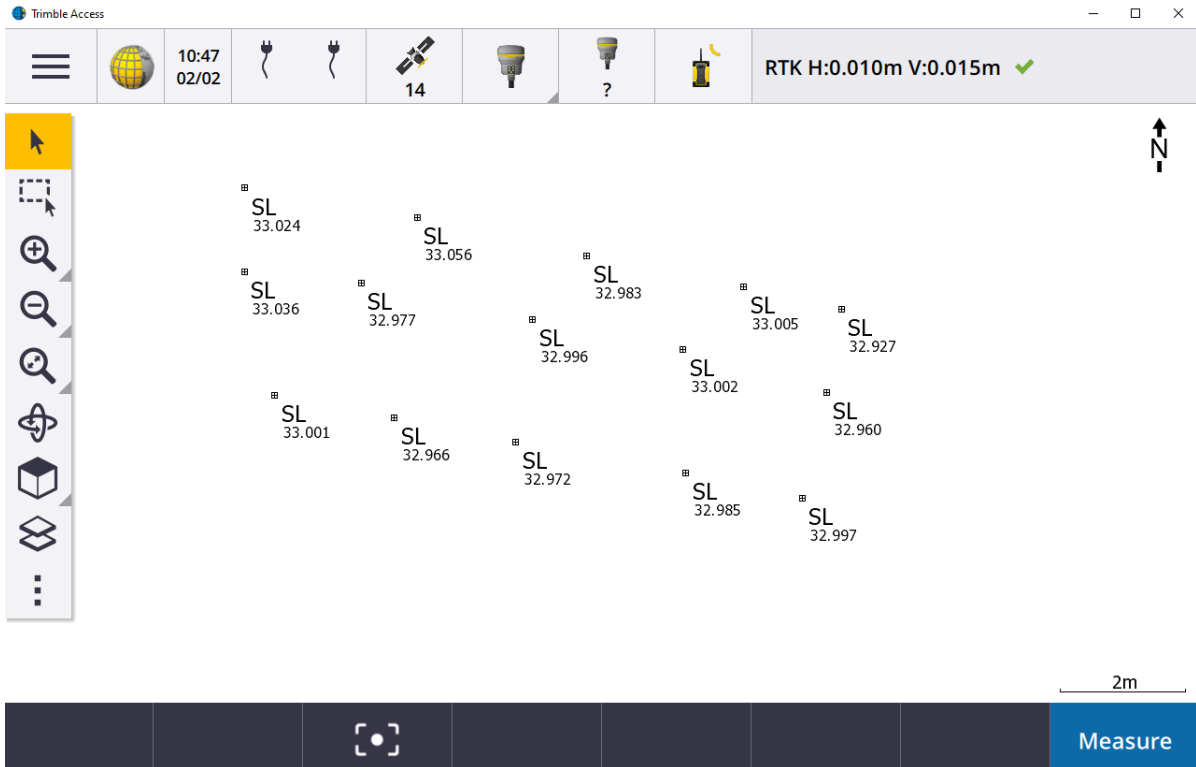 Trimble Access
10:47
02/02
14
?
RTK H:0.010m V:0.015m
N
SL
33.024
SL
33.056
SL
32.983
SL
33.036
SL
32.977
SL
33.005
SL
32.927
SL
32.996
SL
33.002
SL
33.001
SL
32.966
SL
32.960
SL
32.972
SL
32.985
SL
32.997
2m
Measure